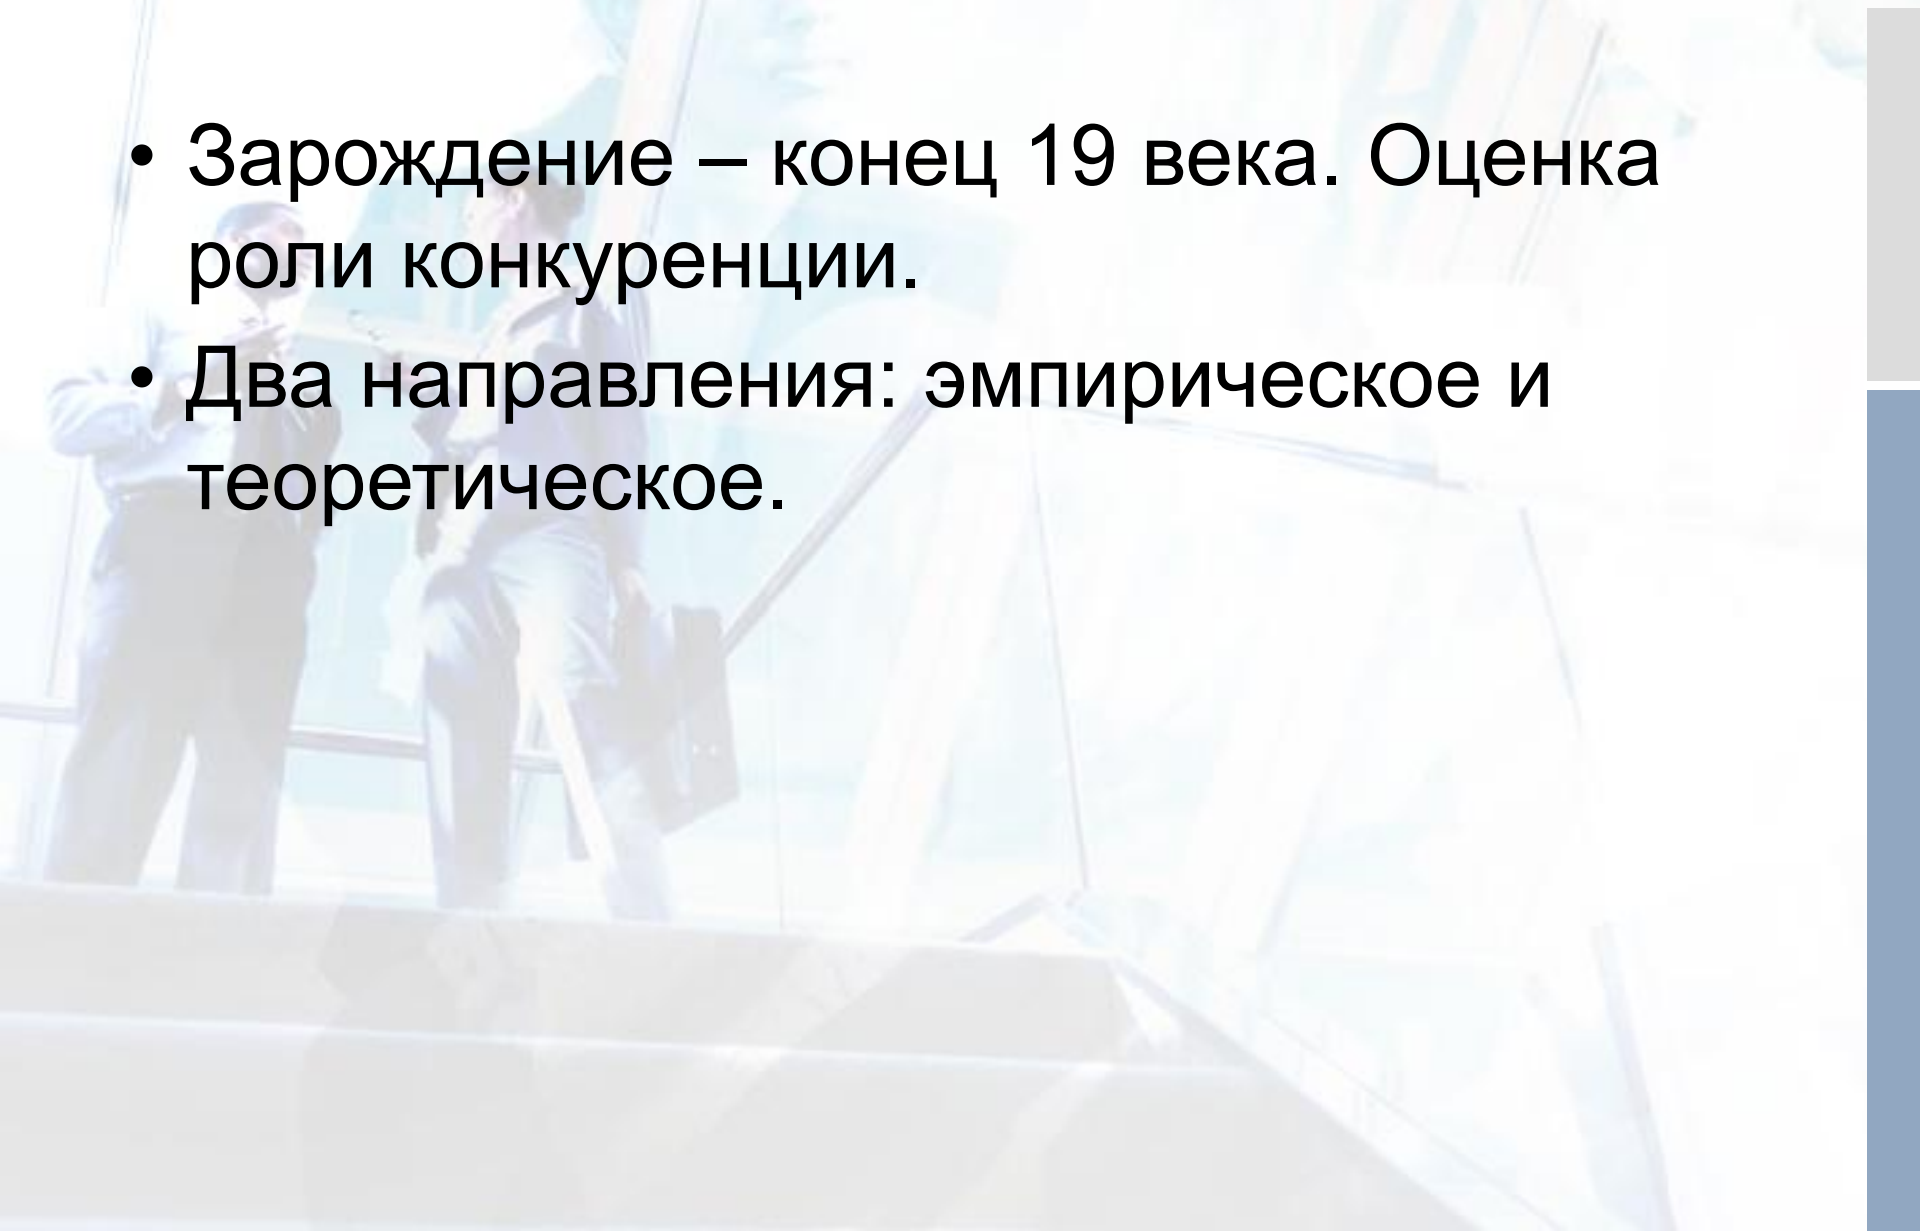 • Зарождение – конец 19 века. Оценка
роли конкуренции.
• Два направления: эмпирическое и
теоретическое.